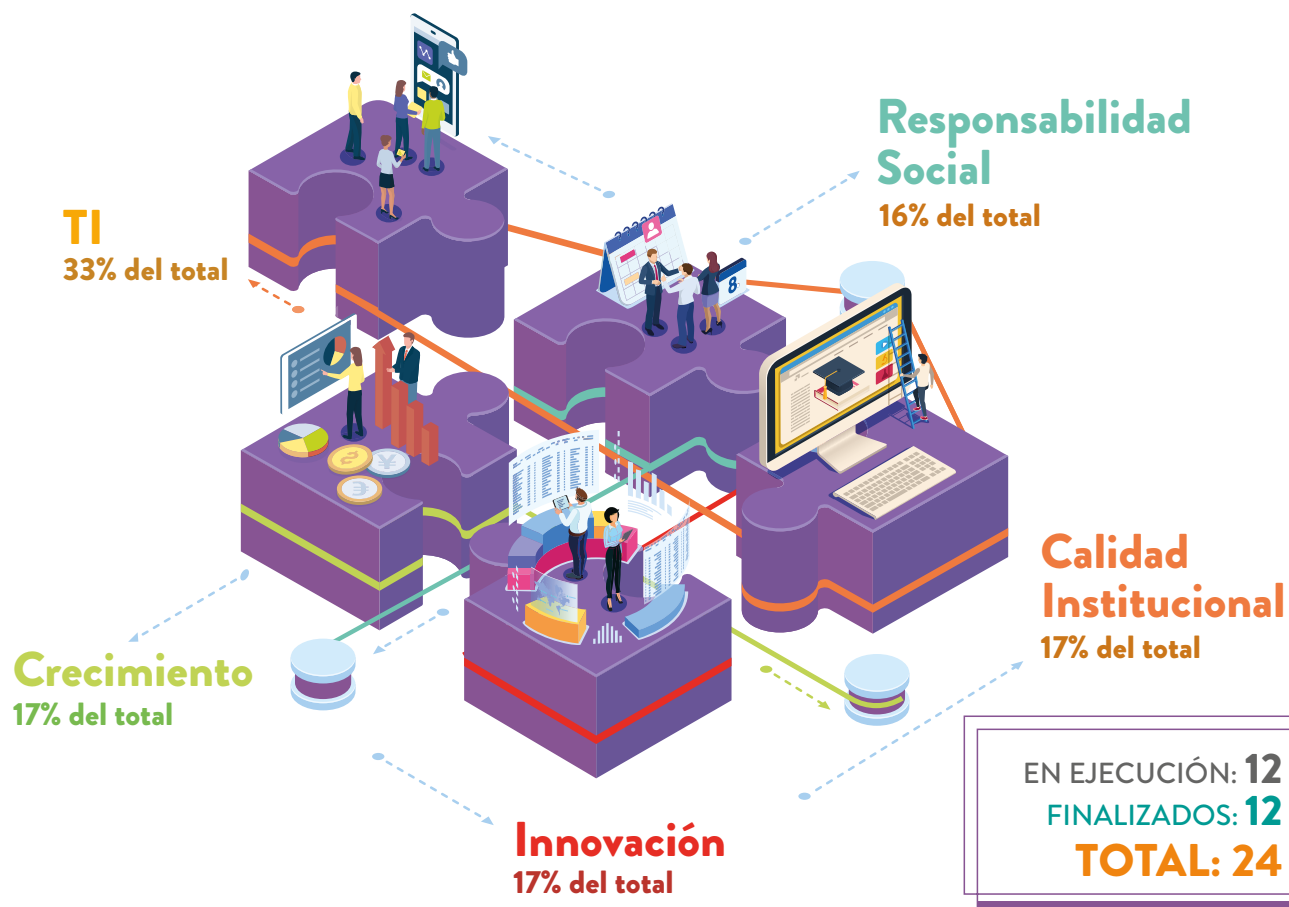 Responsabilidad
Social
16% del total
TI
33% del total
8
Calidad
Institucional
17% del total
Crecimiento
17% del total
EN EJECUCIÓN: 12
FINALIZADOS: 12
TOTAL: 24
Innovación
17% del total